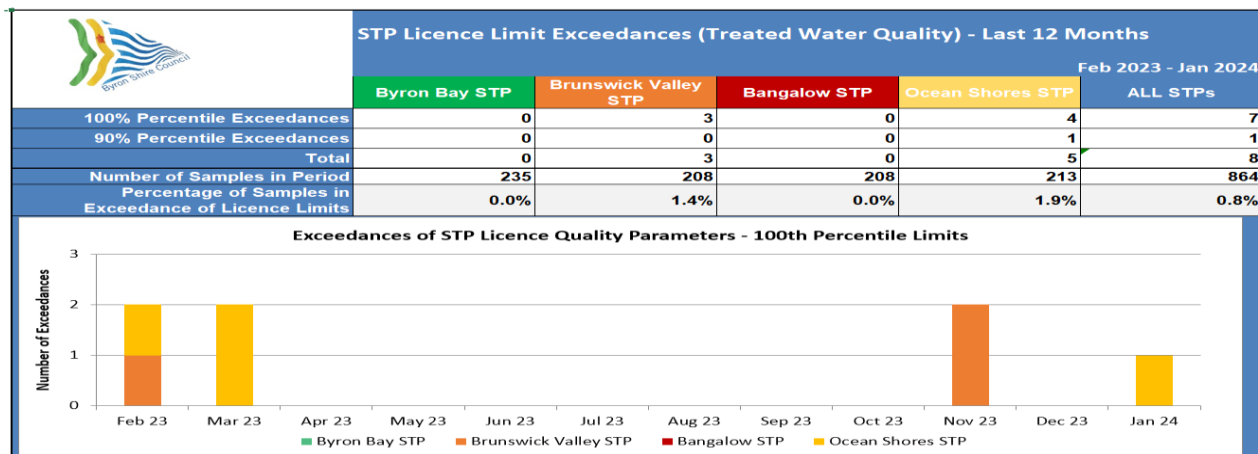 Byron Shire Council
STP Licence Limit Exceedances (Treated Water Quality) - Last 12 Months
Feb 2023 - Jan 2024
Byron Bay STP Brunswick Valley STP Bangalow STP Ocean Shores STP ALL STPs
100% Percentile Exceedances 0 3 0 4 7
90% Percentile Exceedances 0 0 0 1 1
Total 0 3 0 5 8
Number of Samples in Period 235 208 208 213 864
Percentage of Samples in
Exceedance of Licence Limits 0.0% 1.4% 0.0% 1.9% 0.8%
Exceedances of STP Licence Quality Parameters - 100th Percentile Limits
Number of Exceedances
3
2
1
0
Feb 23 Mar 23 Apr 23 May 23 Jun 23 Jul 23 Aug 23 Sep 23 Oct 23 Nov 23 Dec 23 Jan 24
Byron Bay STP Brunswick Valley STP Bangalow STP Ocean Shores STP